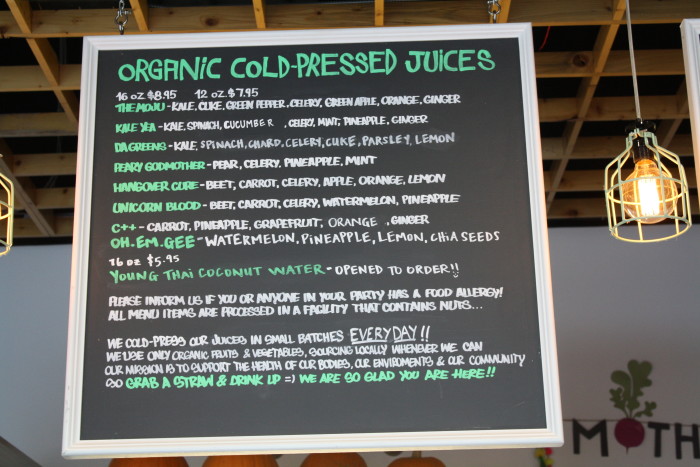 ORGANIC COLD-PRESSED JUICES
16 OZ $8.95 12 OZ $7.95
THE MOJU - KALE, CUKE, GREEN PEPPER, CELERY, GREEN APPLE, ORANGE, GINGER
KALE YEA - KALE, SPINACH, CUCUMBER , CELERY, MINT, PINEAPPLE, GINGER
DA GREENS - KALE, SPINACH, CHARD, CELERY, CUKE, PARSLEY, LEMON
PEARY GODMOTHER - PEAR, CELERY, PINEAPPLE, MINT
HANGOVER CURE - BEET, CARROT, CELERY, APPLE, ORANGE, LEMON
UNICORN BLOOD - BEET, CARROT, CELERY, WATERMELON, PINEAPPLE
C++ - CARROT, PINEAPPLE, GRAPEFRUIT, ORANGE , GINGER
OH.EM.GEE - WATERMELON, PINEAPPLE, LEMON, CHIA SEEDS
16 OZ $5.95
YOUNG THAI COCONUT WATER - OPENED TO ORDER!!
PLEASE INFORM US IF YOU OR ANYONE IN YOUR PARTY HAS A FOOD ALLERGY!
ALL MENU ITEMS ARE PROCESSED IN A FACILITY THAT CONTAINS NUTS...
WE COLD-PRESS OUR JUICES IN SMALL BATCHES EVERYDAY!!
WE USE ONLY ORGANIC FRUITS & VEGETABLES, SOURCING LOCALLY WHENEVER WE CAN
OUR MISSION IS TO SUPPORT THE HEALTH OF OUR BODIES, OUR ENVIROMENTS & OUR COMMUNITY
SO GRAB A STRAW & DRINK UP =) WE ARE SO GLAD YOU ARE HERE!!
MOTH